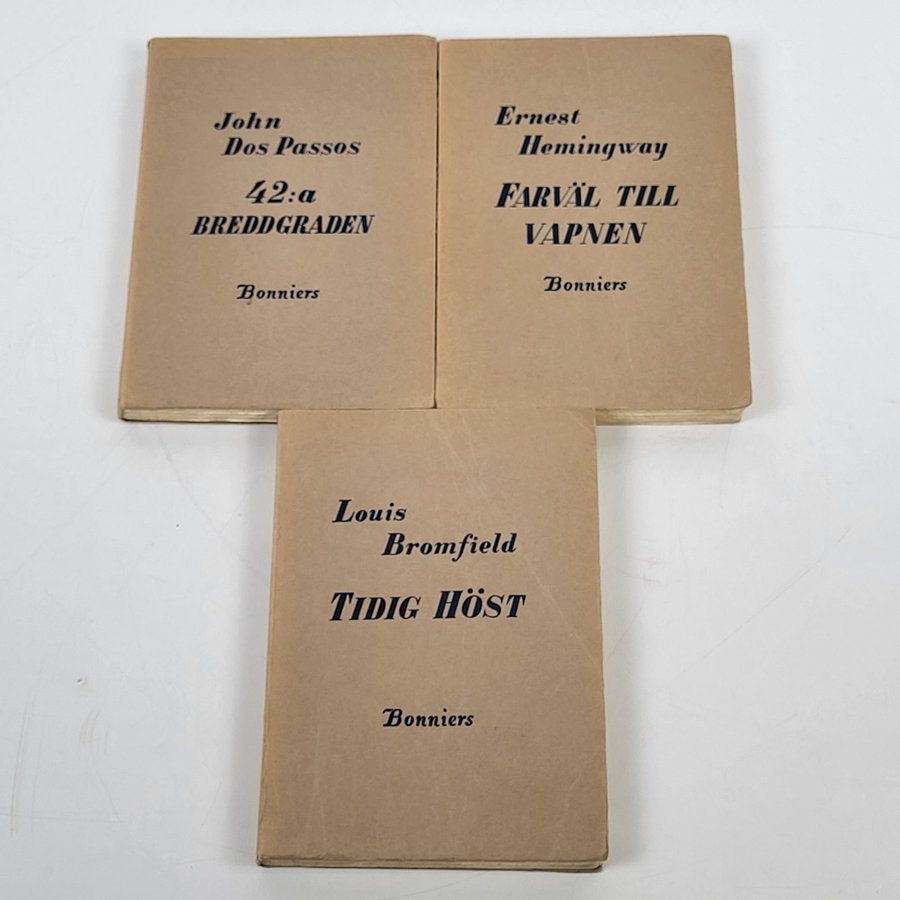 John
Dos Passos
42:a
BREDDGRADEN
Bonniers
Ernest
Hemingway
FARVÄL TILL
VAPNEN
Bonniers
Louis
Bromfield
TIDIG HÖST
Bonniers